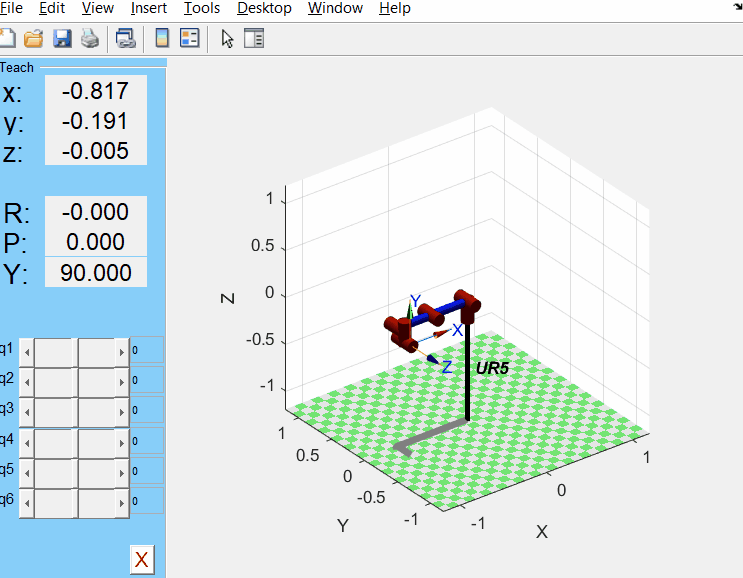 File Edit View Insert Tools Desktop Window Help
Teach
x: -0.817
y: -0.191
z: -0.005
R: -0.000
P: 0.000
Y: 90.000
q1 0
q2 0
q3 0
q4 0
q5 0
q6 0
X
1
0.5
0
-0.5
-1
Z
Y
X
Z
UR5
1
0.5
0
-0.5
-1
Y
-1
0
1
X